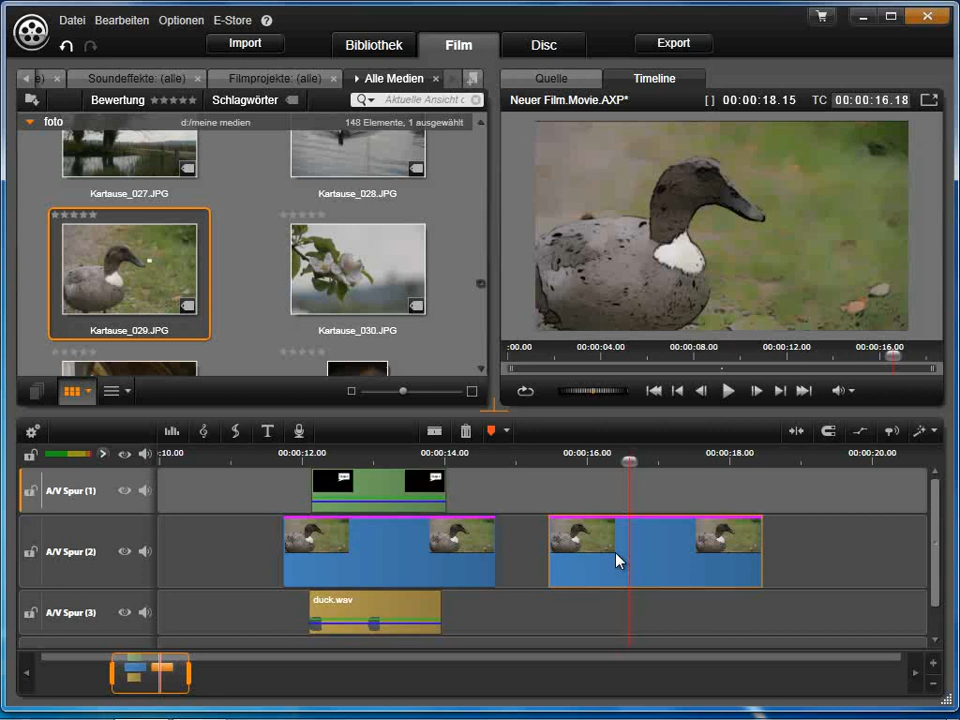 Datei Bearbeiten Optionen E-Store ?
Import Bibliothek Film Disc Export
e) × Soundeffekte: (alle) × Filmprojekte: (alle) × Alle Medien × Quelle Timeline
Bewertung Schlagwörter Aktuelle Ansicht Neuer Film.Movie.AXP* [ ] 00:00:18.15 TC 00:00:16.18
foto d:/meine medien 148 Elemente, 1 ausgewählt
Kartause_027.JPG Kartause_028.JPG
Kartause_029.JPG Kartause_030.JPG
:00.00 00:00:04.00 00:00:08.00 00:00:12.00 00:00:16.00
T
:10.00 00:00:12.00 00:00:14.00 00:00:16.00 00:00:18.00 00:00:20.00
A/V Spur (1)
A/V Spur (2)
duck.wav
A/V Spur (3)